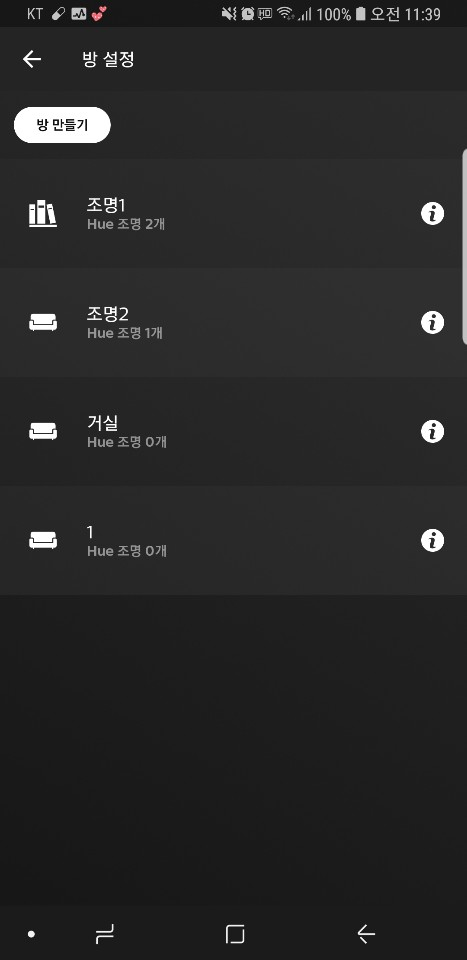 KT HD 100% 오전 11:39
방 설정
방 만들기
조명1
Hue 조명 2개
조명2
Hue 조명 1개
거실
Hue 조명 0개
1
Hue 조명 0개